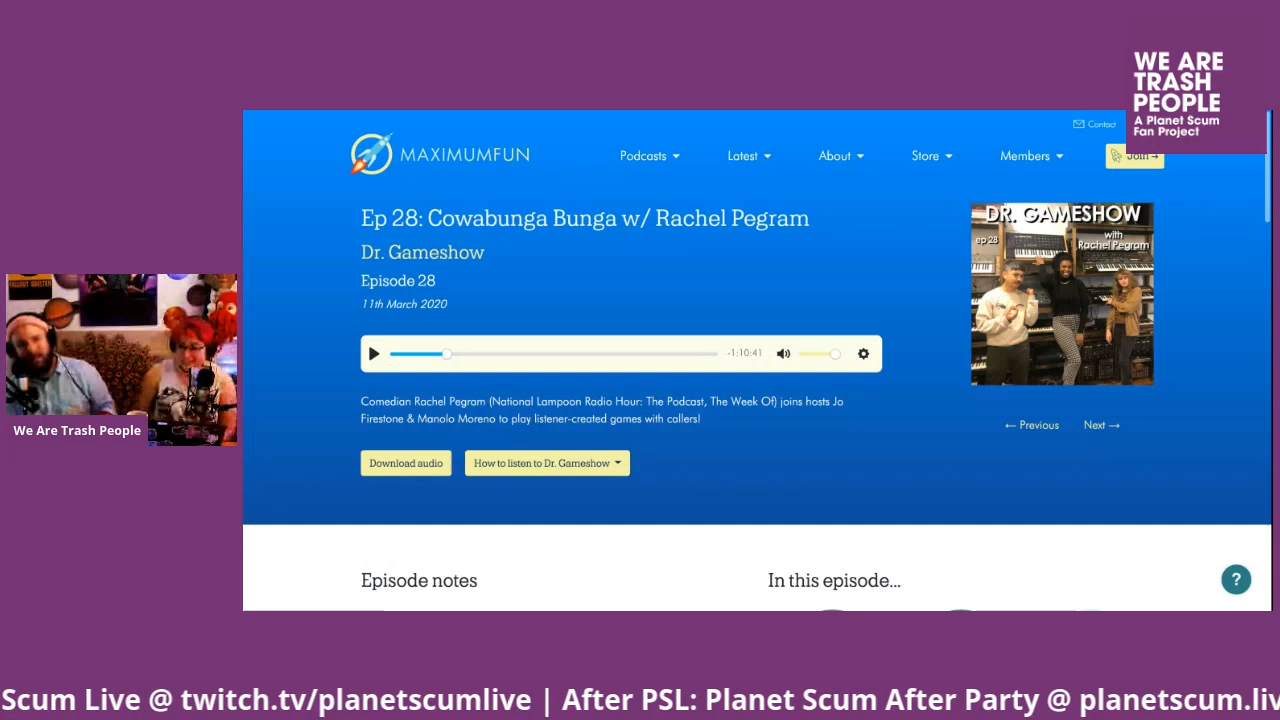 WE ARE
TRASH
PEOPLE
A Planet Scum
Fan Project
Contact
MAXIMUMFUN
Podcasts
Latest
About
Store
Members
Join →
Ep 28: Cowabunga Bunga w/ Rachel Pegram
Dr. Gameshow
Episode 28
11th March 2020
-1:10:41
Comedian Rachel Pegram (National Lampoon Radio Hour: The Podcast, The Week Of) joins hosts Jo
Firestone & Manolo Moreno to play listener-created games with callers!
Download audio
How to listen to Dr. Gameshow
DR. GAMESHOW
with
ep 28
Rachel Pegram
← Previous
Next →
FALLOUT SHELTER
We Are Trash People
Episode notes
In this episode...
?
Scum Live @ twitch.tv/planetscumlive | After PSL: Planet Scum After Party @ planetscum.liv